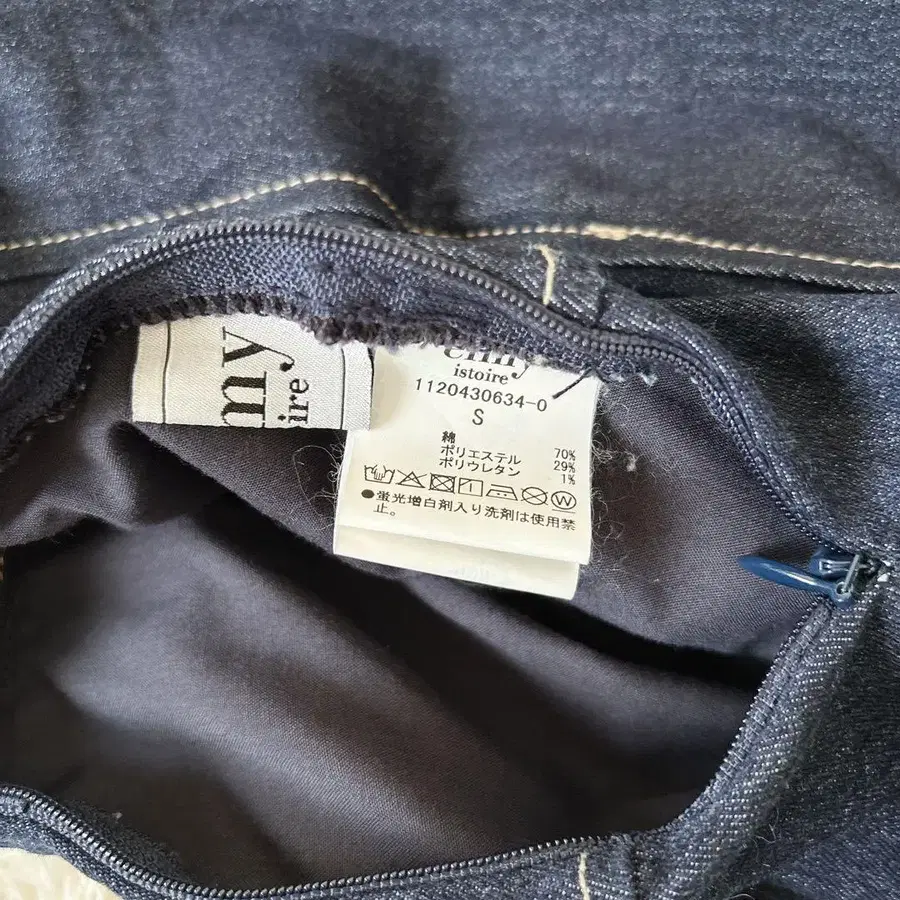 my
ire
enny
istoire
1120430634-0
S
綿 70%
ポリエステル 29%
ポリウレタン 1%
●蛍光増白剤入り洗剤は使用禁
止。